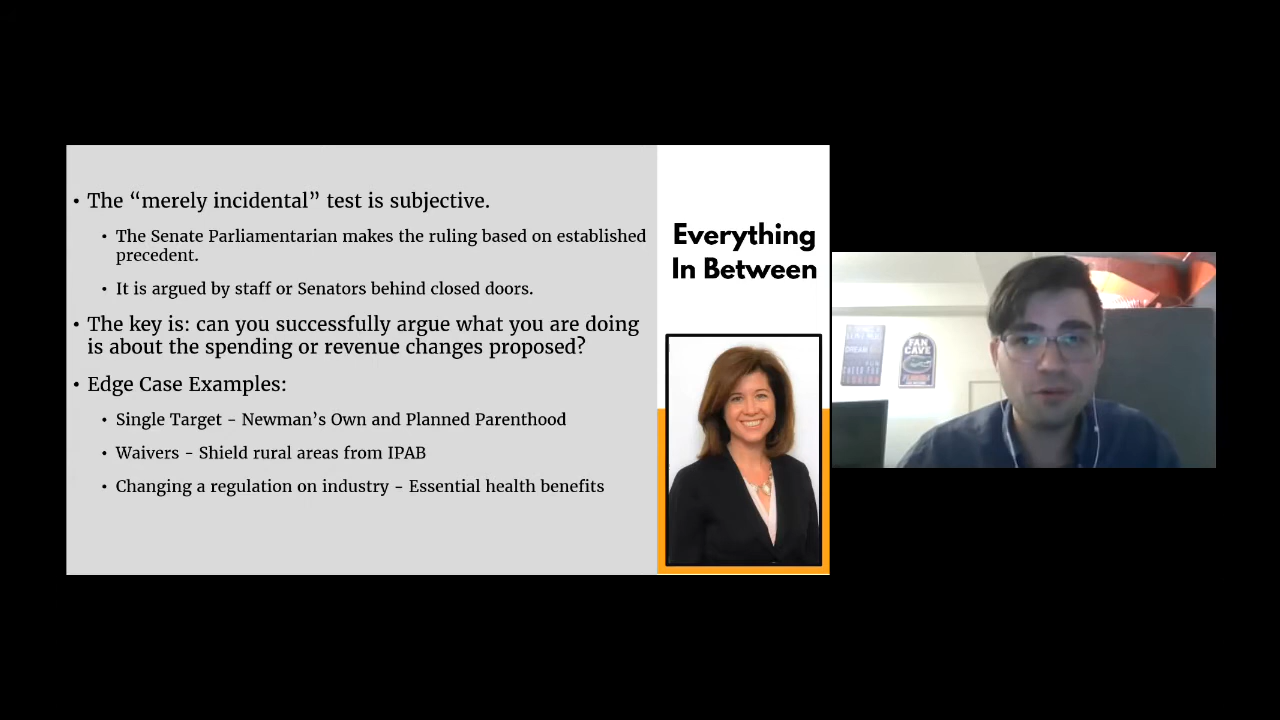 • The “merely incidental” test is subjective.
• The Senate Parliamentarian makes the ruling based on established
precedent.
• It is argued by staff or Senators behind closed doors.
• The key is: can you successfully argue what you are doing
is about the spending or revenue changes proposed?
• Edge Case Examples:
• Single Target - Newman’s Own and Planned Parenthood
• Waivers - Shield rural areas from IPAB
• Changing a regulation on industry - Essential health benefits
Everything
In Between
FAN
CAVE